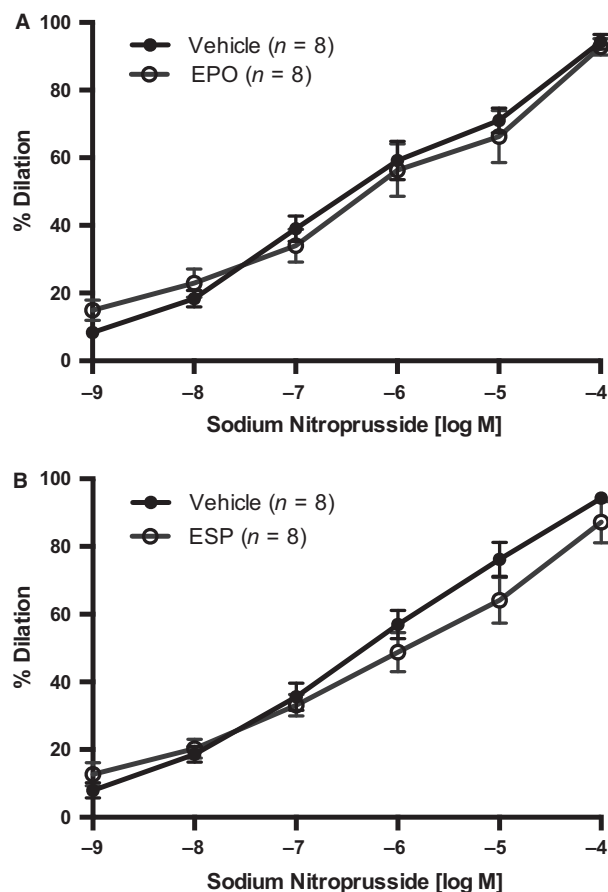 A
100
80
60
40
20
0
% Dilation
Vehicle (n = 8)
EPO (n = 8)
–9 –8 –7 –6 –5 –4
Sodium Nitroprusside [log M]
B
100
80
60
40
20
0
% Dilation
Vehicle (n = 8)
ESP (n = 8)
–9 –8 –7 –6 –5 –4
Sodium Nitroprusside [log M]